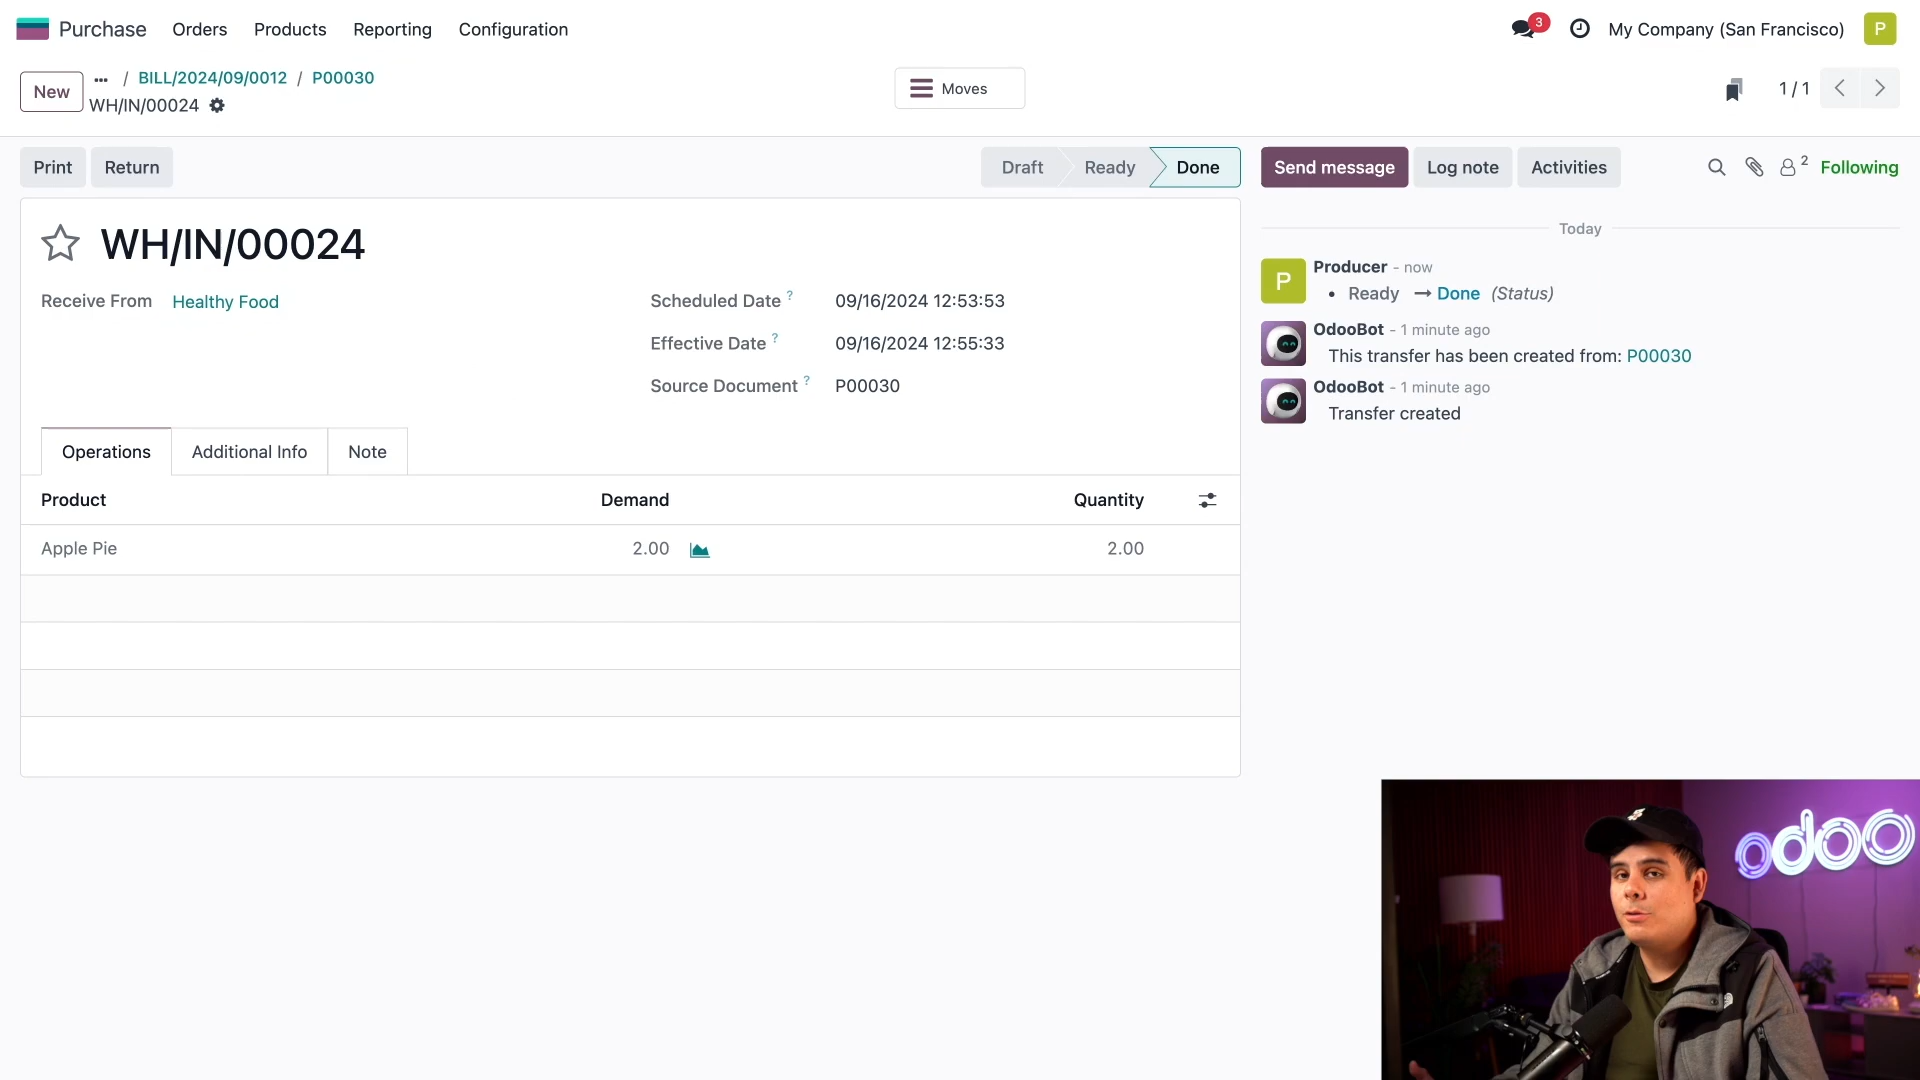 Purchase Orders Products Reporting Configuration
3 My Company (San Francisco) P
New ... / BILL/2024/09/0012 / P00030
WH/IN/00024
Moves
1 / 1
Print Return
Draft Ready Done
Send message Log note Activities
2 Following
WH/IN/00024
Receive From Healthy Food
Scheduled Date ? 09/16/2024 12:53:53
Effective Date ? 09/16/2024 12:55:33
Source Document ? P00030
Operations Additional Info Note
Product Demand Quantity
Apple Pie 2.00 2.00
Today
P
Producer - now
• Ready → Done (Status)
OdooBot - 1 minute ago
This transfer has been created from: P00030
OdooBot - 1 minute ago
Transfer created
odoo